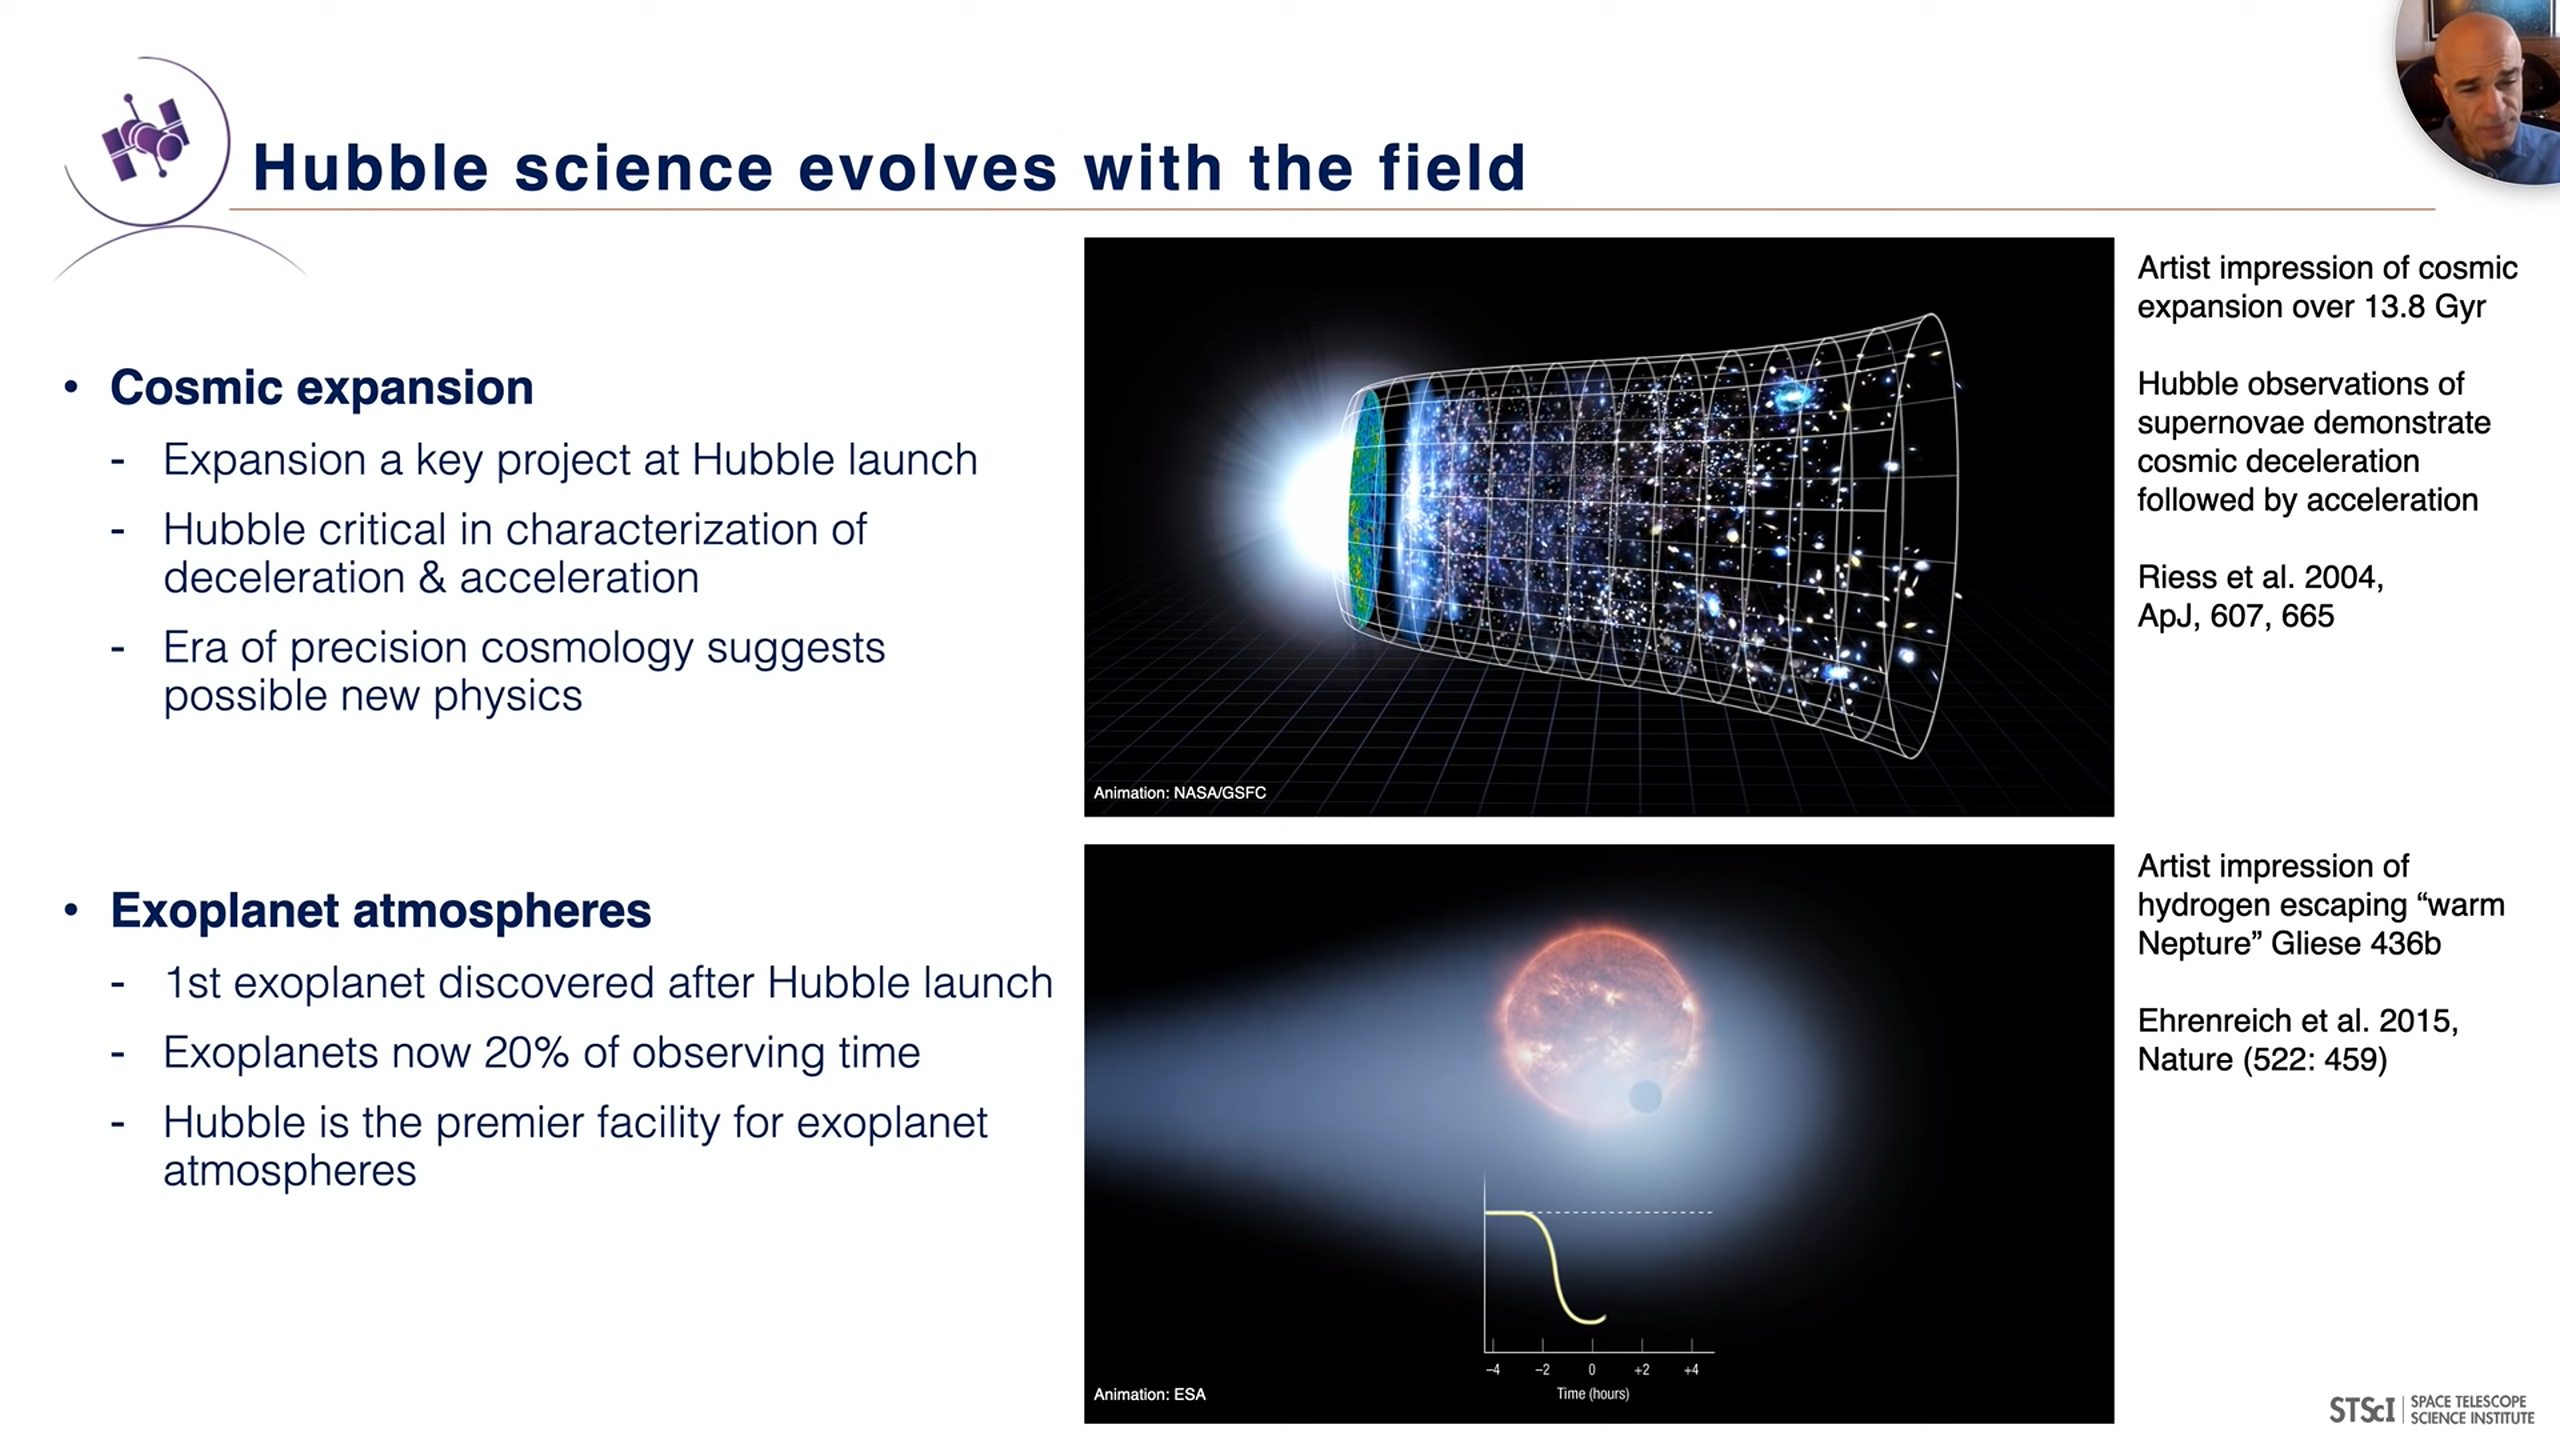 Hubble science evolves with the field
• Cosmic expansion
- Expansion a key project at Hubble launch
- Hubble critical in characterization of
deceleration & acceleration
- Era of precision cosmology suggests
possible new physics
Animation: NASA/GSFC
Artist impression of cosmic
expansion over 13.8 Gyr
Hubble observations of
supernovae demonstrate
cosmic deceleration
followed by acceleration
Riess et al. 2004,
ApJ, 607, 665
• Exoplanet atmospheres
- 1st exoplanet discovered after Hubble launch
- Exoplanets now 20% of observing time
- Hubble is the premier facility for exoplanet
atmospheres
-4 -2 0 +2 +4
Time (hours)
Animation: ESA
Artist impression of
hydrogen escaping “warm
Nepture” Gliese 436b
Ehrenreich et al. 2015,
Nature (522: 459)
STScI
SPACE TELESCOPE
SCIENCE INSTITUTE